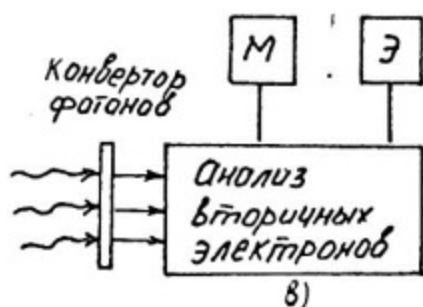 М
Э
Конвертор
фотонов
Анализ
вторичных
электронов
в)